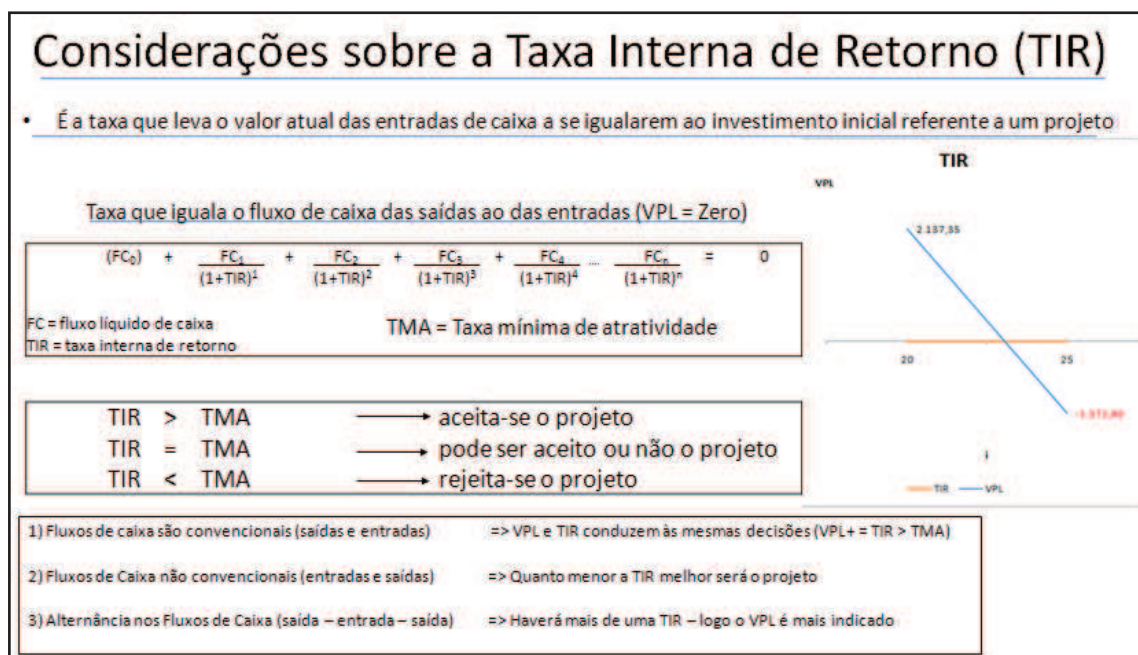 Considerações sobre a Taxa Interna de Retorno (TIR)
• É a taxa que leva o valor atual das entradas de caixa a se igualarem ao investimento inicial referente a um projeto
Taxa que iguala o fluxo de caixa das saídas ao das entradas (VPL = Zero)
(FC₀) + FC₁ + FC₂ + FC₃ + FC₄ ... FCₙ = 0
(1+TIR)¹ (1+TIR)² (1+TIR)³ (1+TIR)⁴ (1+TIR)ⁿ
FC = fluxo líquido de caixa
TIR = taxa interna de retorno
TMA = Taxa mínima de atratividade
TIR > TMA → aceita-se o projeto
TIR = TMA → pode ser aceito ou não o projeto
TIR < TMA → rejeita-se o projeto
TIR
VPL
2.137,35
20
25
i
TIR VPL
1) Fluxos de caixa são convencionais (saídas e entradas) => VPL e TIR conduzem às mesmas decisões (VPL+ = TIR > TMA)
2) Fluxos de Caixa não convencionais (entradas e saídas) => Quanto menor a TIR melhor será o projeto
3) Alternância nos Fluxos de Caixa (saída – entrada – saída) => Haverá mais de uma TIR – logo o VPL é mais indicado